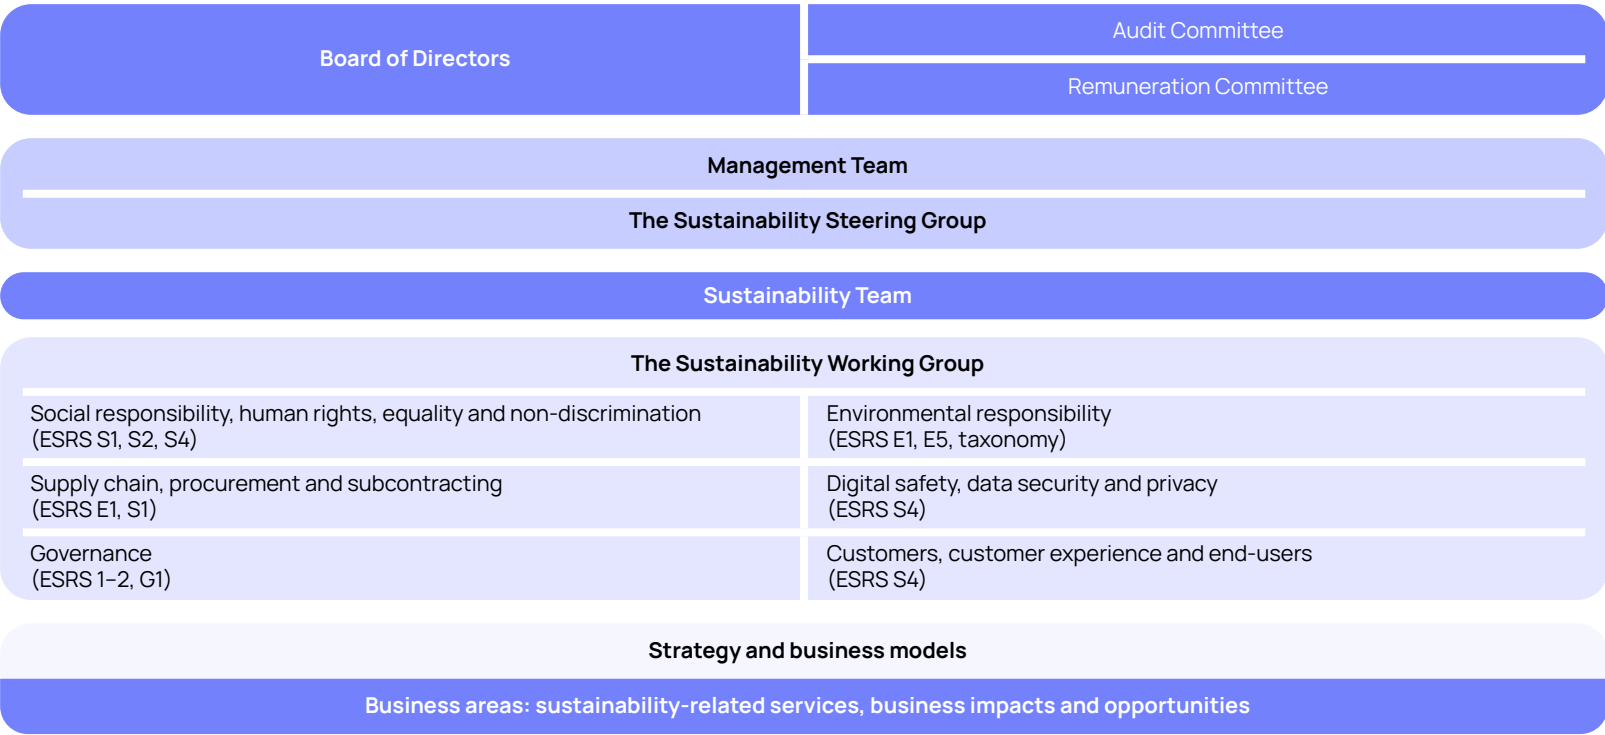 Board of Directors
Audit Committee
Remuneration Committee
Management Team
The Sustainability Steering Group
Sustainability Team
The Sustainability Working Group
Social responsibility, human rights, equality and non-discrimination
(ESRS S1, S2, S4)
Environmental responsibility
(ESRS E1, E5, taxonomy)
Supply chain, procurement and subcontracting
(ESRS E1, S1)
Digital safety, data security and privacy
(ESRS S4)
Governance
(ESRS 1–2, G1)
Customers, customer experience and end-users
(ESRS S4)
Strategy and business models
Business areas: sustainability-related services, business impacts and opportunities